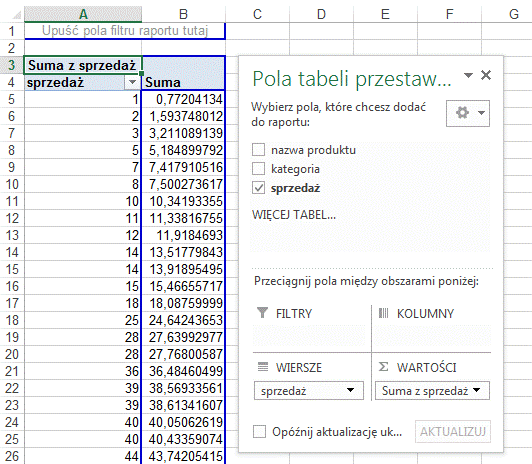 A B C D E F G
1 Upuść pola filtru raportu tutaj
2
3 Suma z sprzedaż
4 sprzedaż Suma
5 1 0,77204134
6 2 1,593748012
7 3 3,211089139
8 5 5,184899792
9 7 7,417910516
10 8 7,500273617
11 10 10,34193355
12 11 11,33816755
13 12 11,9184693
14 14 13,51779843
15 14 13,91895495
16 15 15,46655717
17 18 18,08759999
18 25 24,64243653
19 28 27,63992977
20 28 27,76800587
21 36 36,48460499
22 39 38,56933561
23 39 38,61341607
24 40 40,05062619
25 40 40,43359074
26 44 43,74205415
Pola tabeli przestaw...
Wybierz pola, które chcesz dodać
do raportu:
nazwa produktu
kategoria
sprzedaż
WIĘCEJ TABEL...
Przeciągnij pola między obszarami poniżej:
FILTRY KOLUMNY
WIERSZE WARTOŚCI
sprzedaż Suma z sprzedaż
Opóźnij aktualizację uk... AKTUALIZUJ